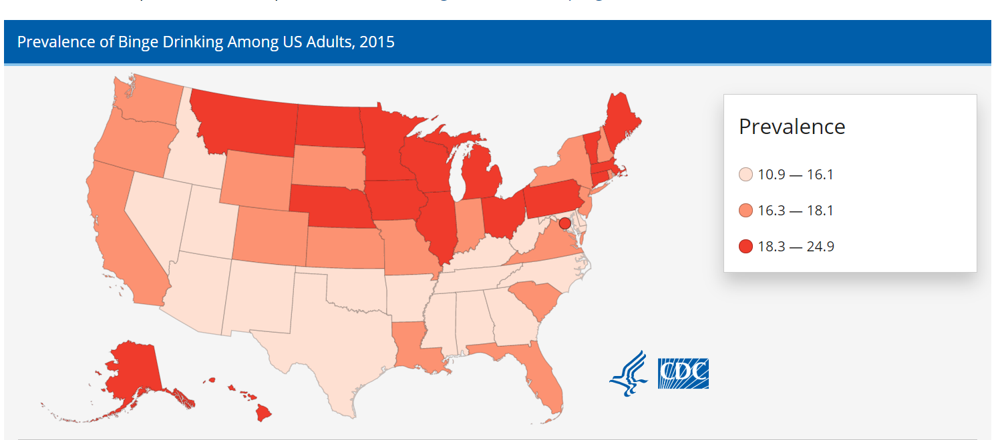 Prevalence of Binge Drinking Among US Adults, 2015
Prevalence
10.9 — 16.1
16.3 — 18.1
18.3 — 24.9
CDC